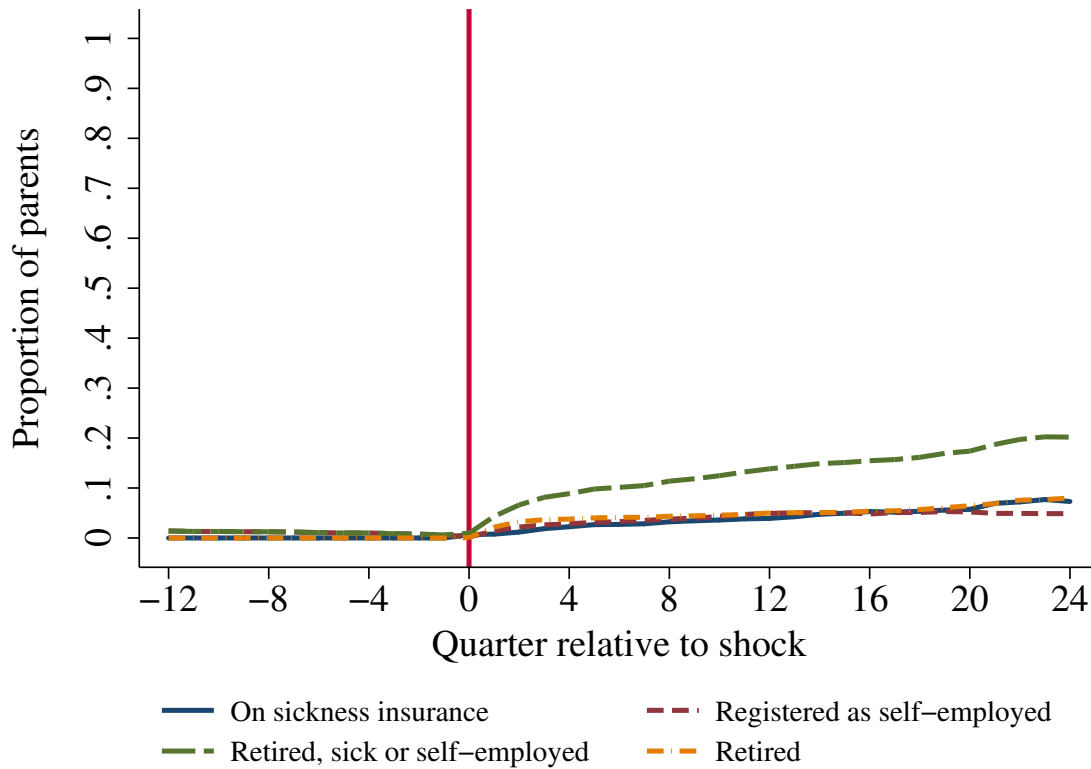 Proportion of parents
1
.9
.8
.7
.6
.5
.4
.3
.2
.1
0
−12 −8 −4 0 4 8 12 16 20 24
Quarter relative to shock
On sickness insurance
Registered as self−employed
Retired, sick or self−employed
Retired